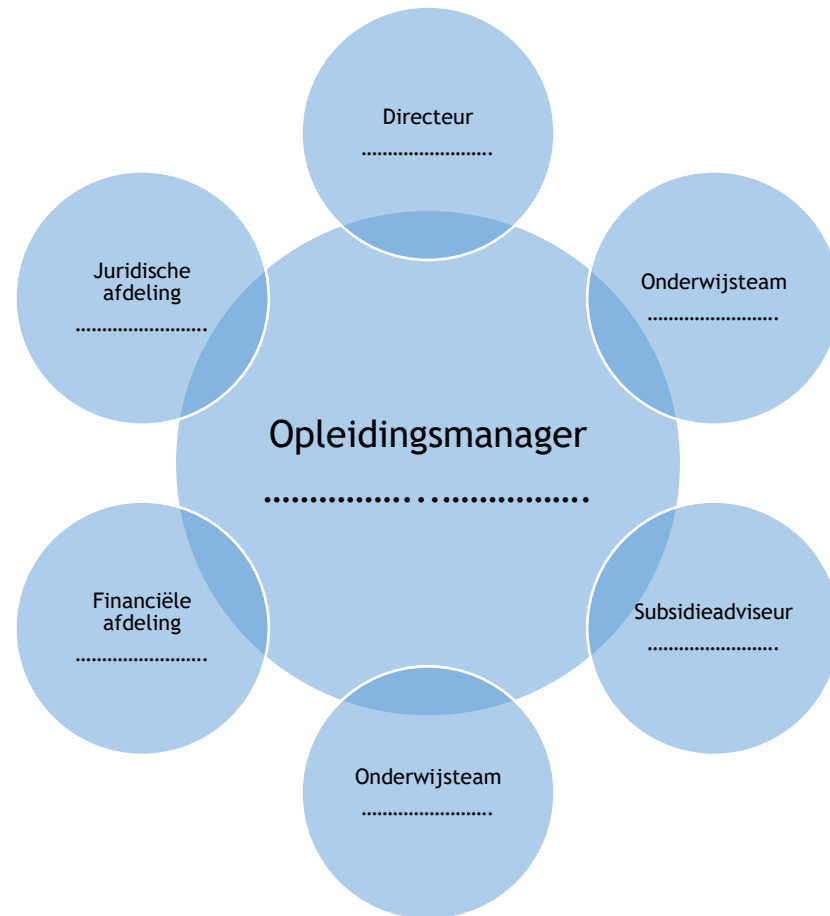 Directeur
..........................
Juridische
afdeling
..........................
Onderwijsteam
..........................
Opleidingsmanager
..................................
Financiële
afdeling
..........................
Subsidieadviseur
..........................
Onderwijsteam
..........................